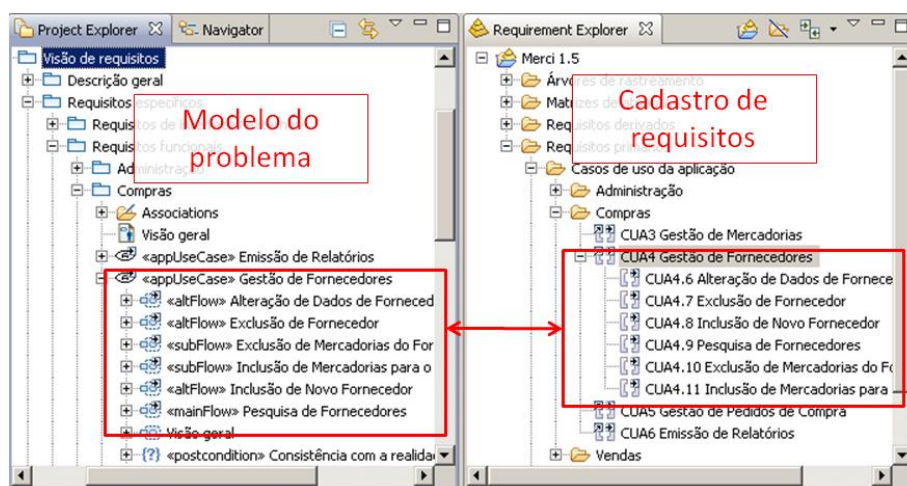 Project Explorer
Navigator
Visão de requisitos
Descrição geral
Requisitos específicos
Requisitos de
Requisitos funcionais
Administração
Compras
Associations
Visão geral
«appUseCase» Emissão de Relatórios
«appUseCase» Gestão de Fornecedores
«altFlow» Alteração de Dados de Forneced
«altFlow» Exclusão de Fornecedor
«subFlow» Exclusão de Mercadorias do For
«subFlow» Inclusão de Mercadorias para o
«altFlow» Inclusão de Novo Fornecedor
«mainFlow» Pesquisa de Fornecedores
Visão geral
«postcondition» Consistência com a realida
Modelo do
problema
Requirement Explorer
Merci 1.5
Árvores de rastreamento
Matrizes de
Requisitos derivados
Requisitos primários
Casos de uso da aplicação
Administração
Compras
CUA3 Gestão de Mercadorias
CUA4 Gestão de Fornecedores
CUA4.6 Alteração de Dados de Fornece
CUA4.7 Exclusão de Fornecedor
CUA4.8 Inclusão de Novo Fornecedor
CUA4.9 Pesquisa de Fornecedores
CUA4.10 Exclusão de Mercadorias do Fo
CUA4.11 Inclusão de Mercadorias para
CUA5 Gestão de Pedidos de Compra
CUA6 Emissão de Relatórios
Vendas
Cadastro de
requisitos